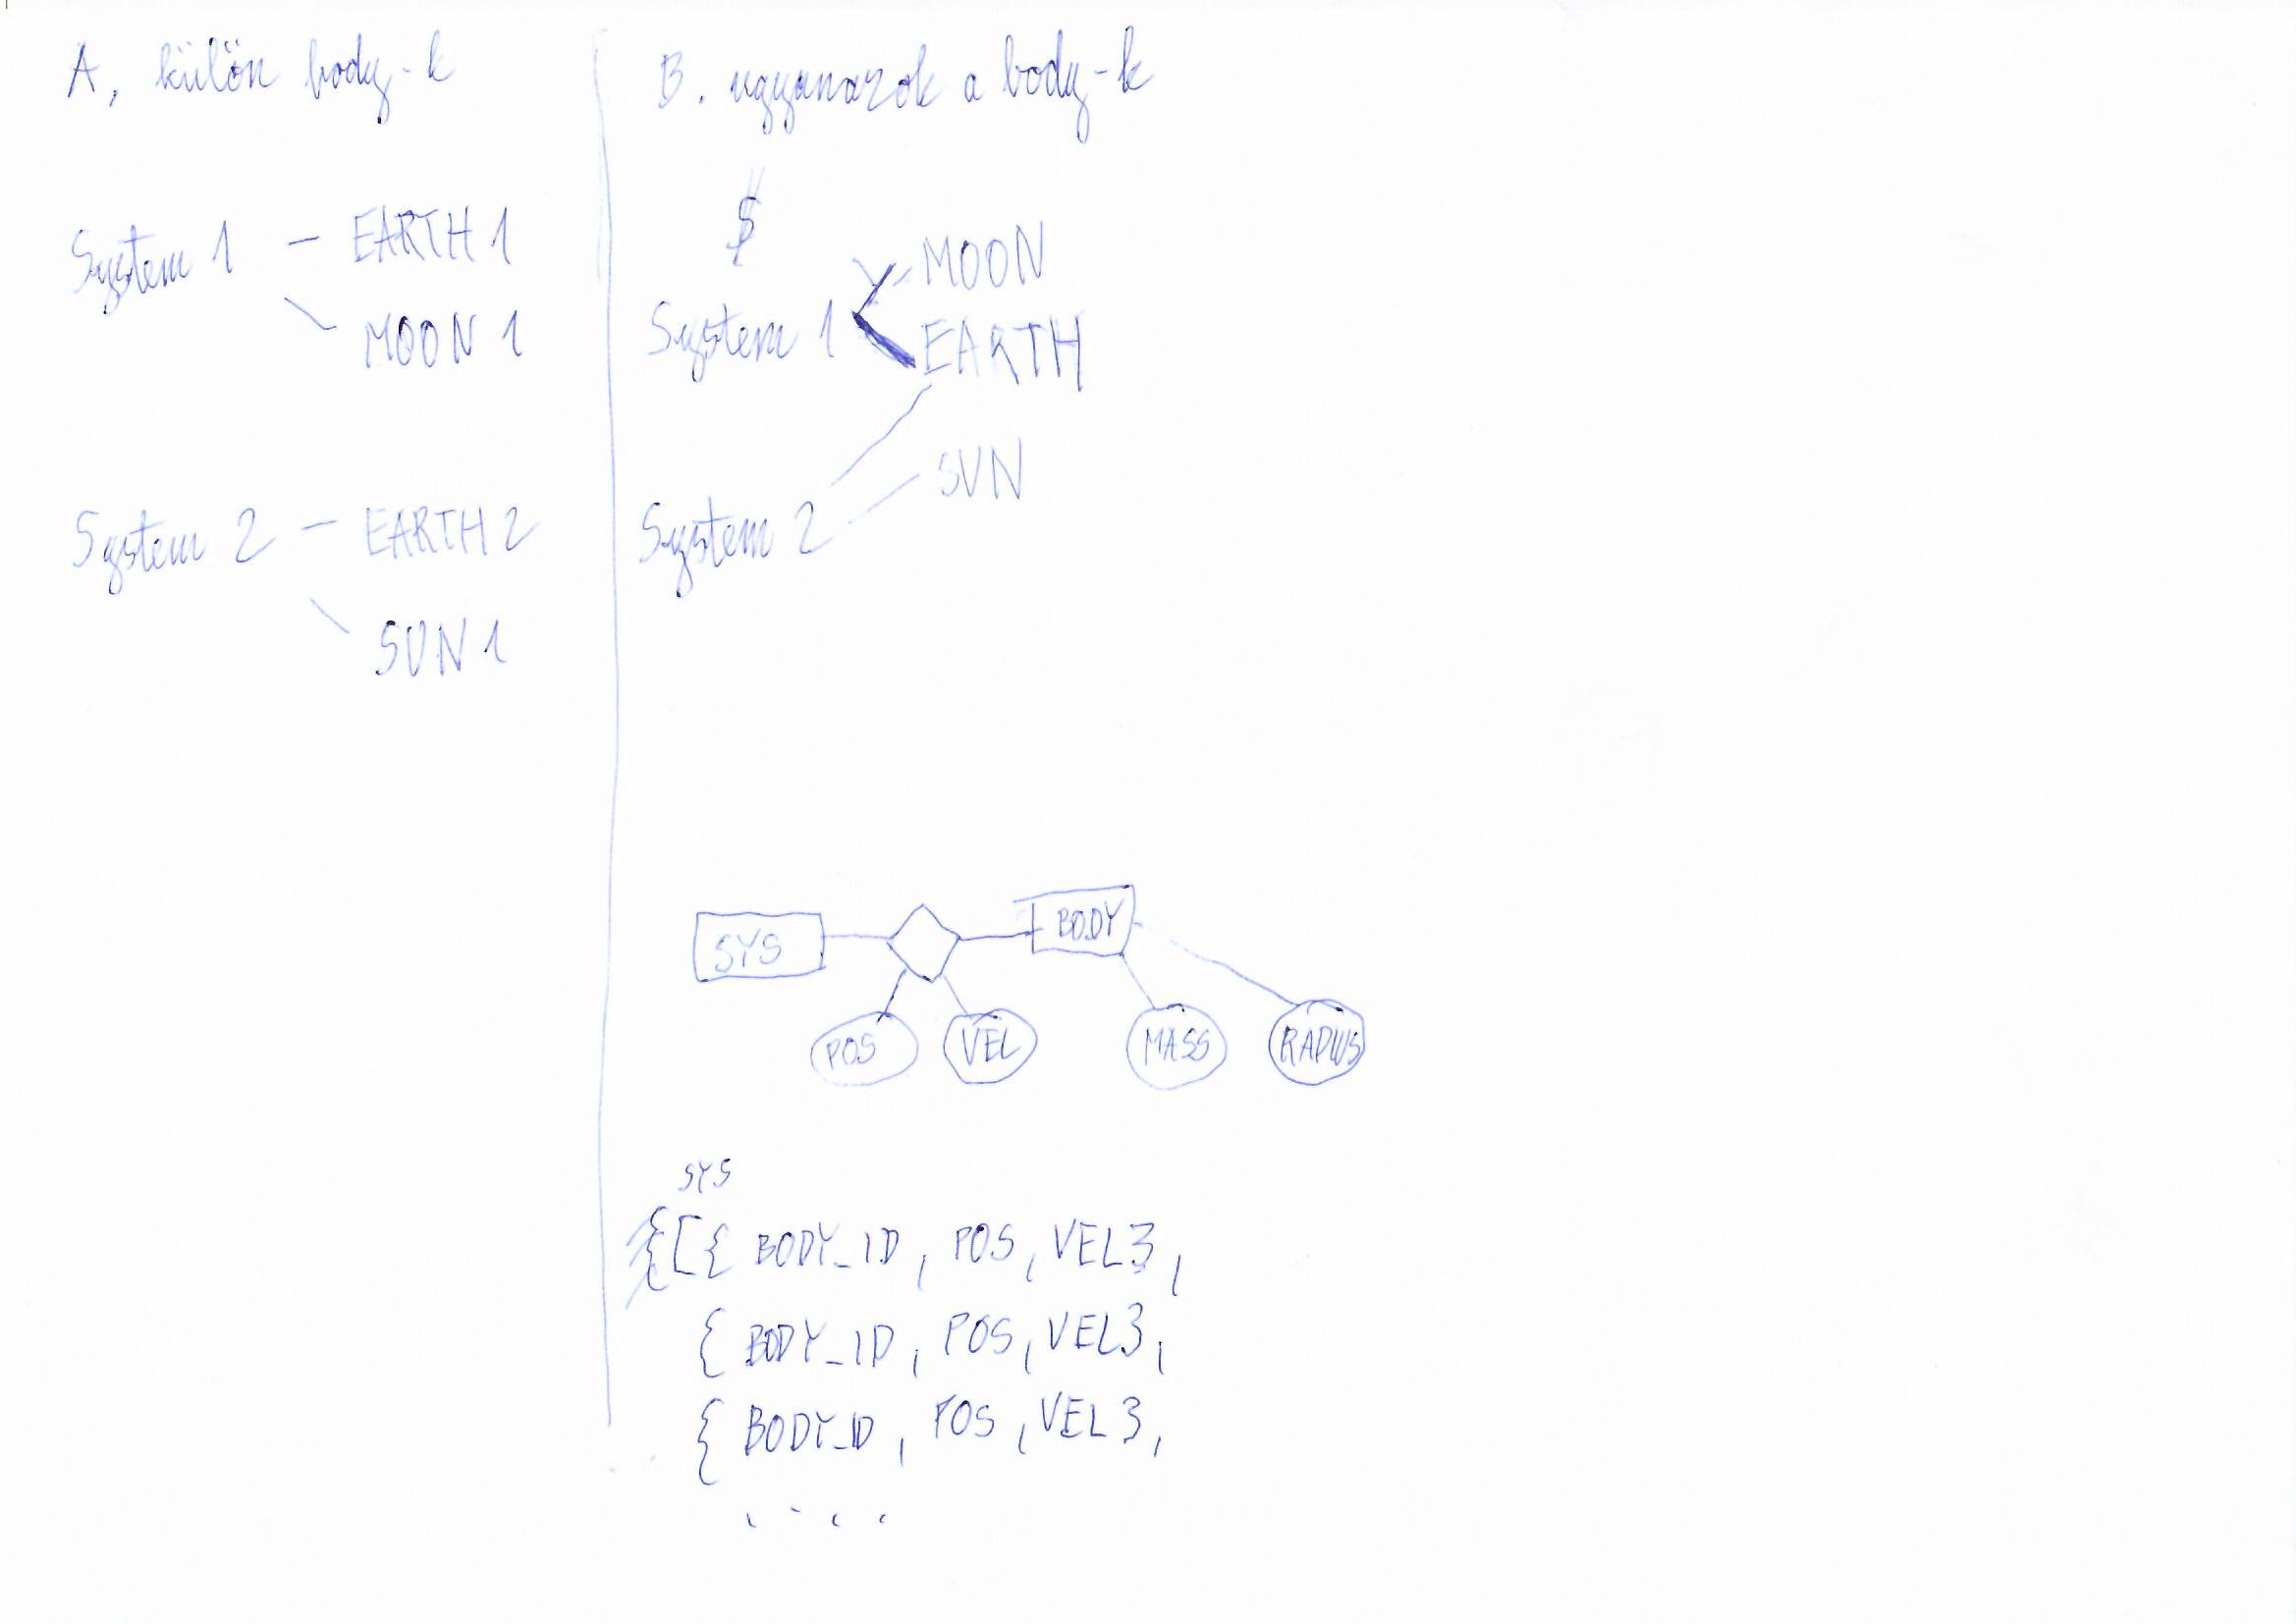 A, külön body-k
System 1 – EARTH 1
MOON 1
System 2 – EARTH 2
SUN 1
B. ugyanazok a body-k
MOON
System 1
EARTH
SUN
System 2
SYS
BODY
POS
VEL
MASS
RADIUS
SYS
{[{ BODY_ID, POS, VEL},
{ BODY_ID, POS, VEL},
{ BODY_ID, POS, VEL},
....